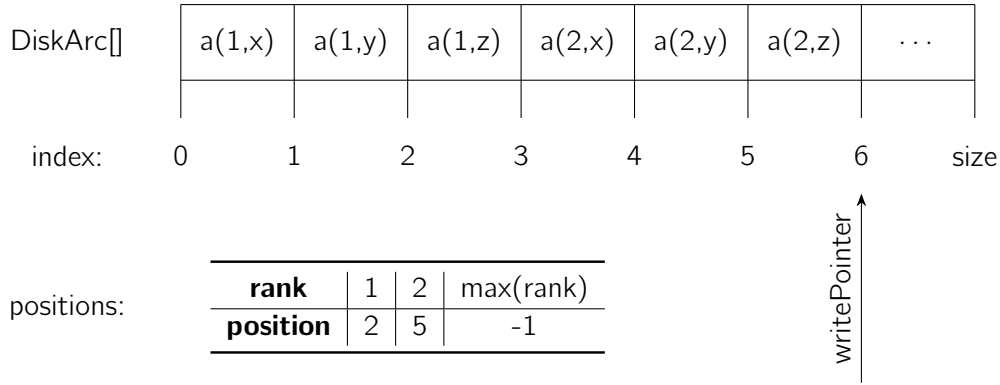 DiskArc[] a(1,x) a(1,y) a(1,z) a(2,x) a(2,y) a(2,z) ...
index: 0 1 2 3 4 5 6 size
writePointer
positions:
rank 1 2 max(rank)
position 2 5 -1